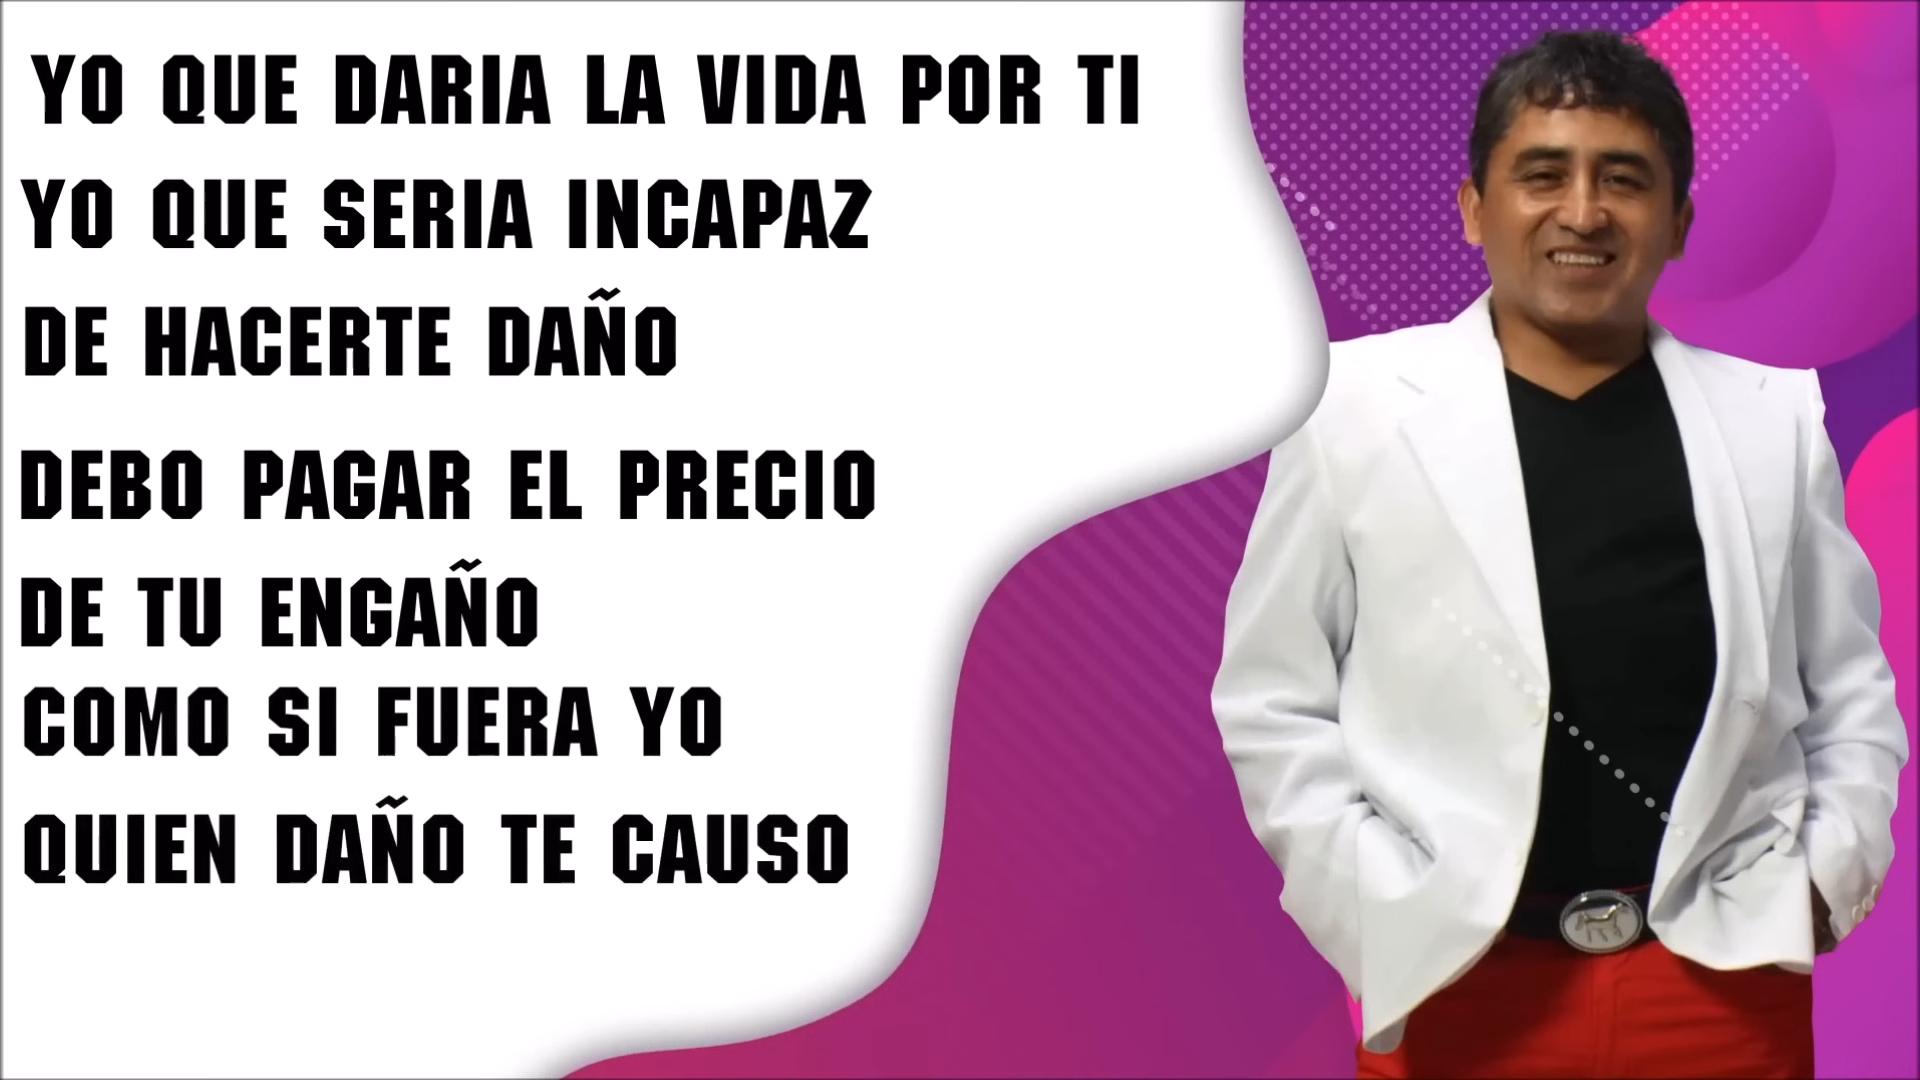 YO QUE DARIA LA VIDA POR TI
YO QUE SERIA INCAPAZ
DE HACERTE DAÑO
DEBO PAGAR EL PRECIO
DE TU ENGAÑO
COMO SI FUERA YO
QUIEN DAÑO TE CAUSO